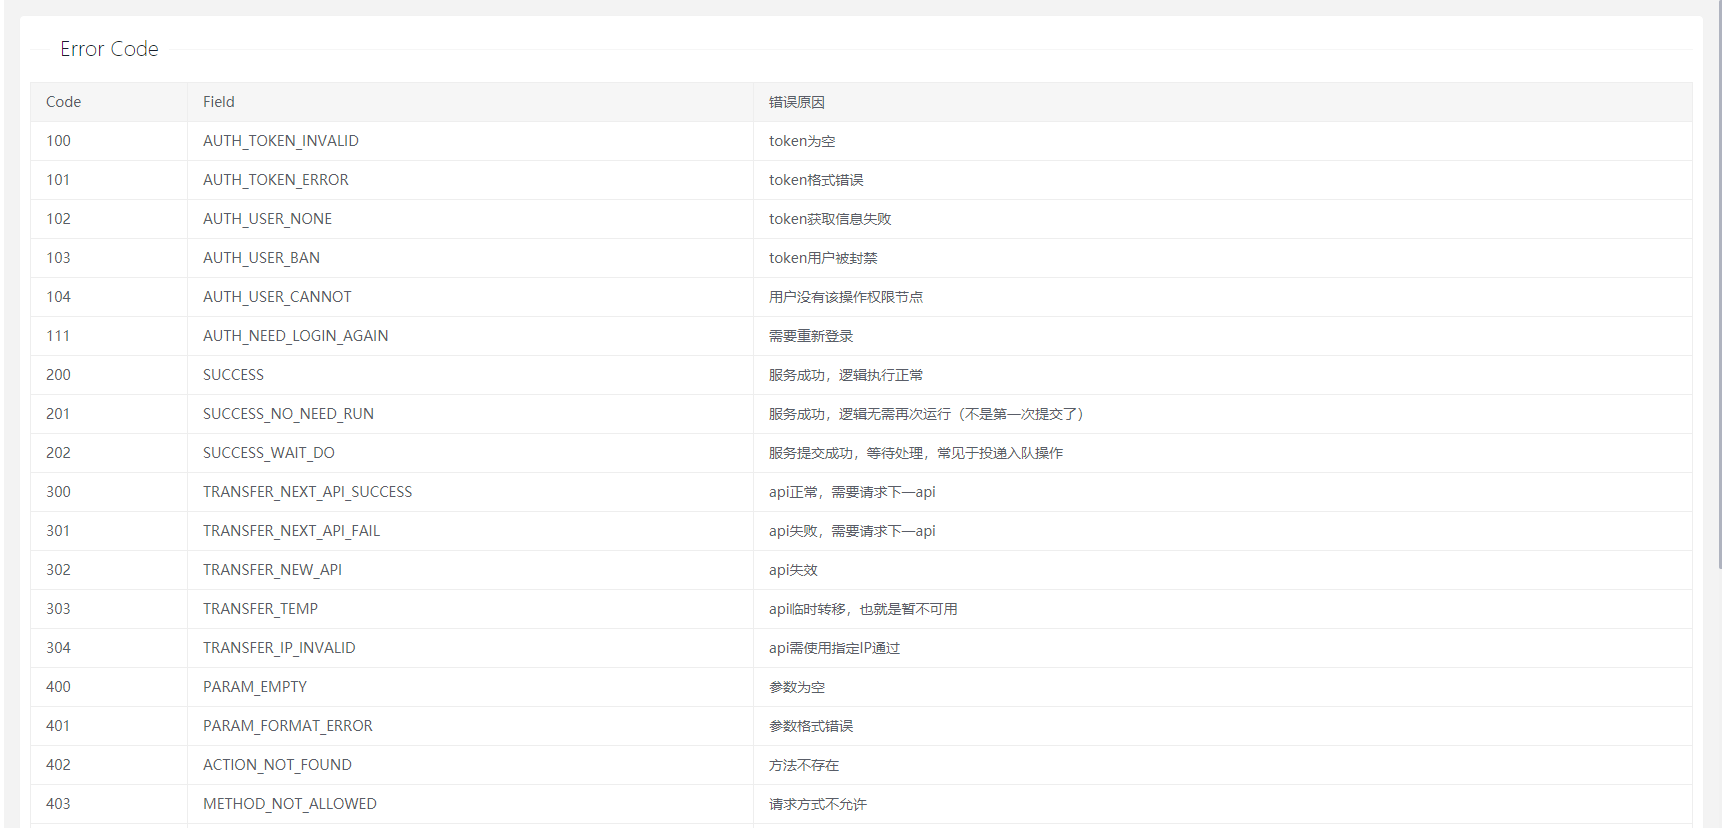 Error Code
Code Field 错误原因
100 AUTH_TOKEN_INVALID token为空
101 AUTH_TOKEN_ERROR token格式错误
102 AUTH_USER_NONE token获取信息失败
103 AUTH_USER_BAN token用户被封禁
104 AUTH_USER_CANNOT 用户没有该操作权限节点
111 AUTH_NEED_LOGIN_AGAIN 需要重新登录
200 SUCCESS 服务成功，逻辑执行正常
201 SUCCESS_NO_NEED_RUN 服务成功，逻辑无需再次运行（不是第一次提交了）
202 SUCCESS_WAIT_DO 服务提交成功，等待处理，常见于投递入队操作
300 TRANSFER_NEXT_API_SUCCESS api正常，需要请求下一api
301 TRANSFER_NEXT_API_FAIL api失败，需要请求下一api
302 TRANSFER_NEW_API api失效
303 TRANSFER_TEMP api临时转移，也就是暂不可用
304 TRANSFER_IP_INVALID api需使用指定IP通过
400 PARAM_EMPTY 参数为空
401 PARAM_FORMAT_ERROR 参数格式错误
402 ACTION_NOT_FOUND 方法不存在
403 METHOD_NOT_ALLOWED 请求方式不允许